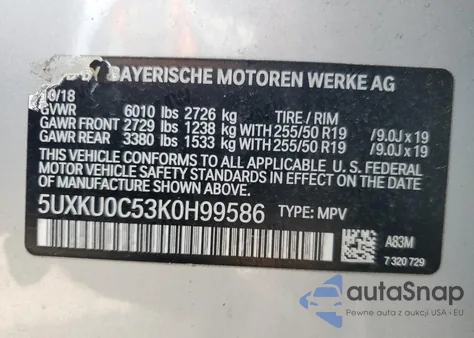 BY BAYERISCHE MOTOREN WERKE AG
10/18
GVWR 6010 lbs 2726 kg TIRE / RIM
GAWR FRONT 2729 lbs 1238 kg WITH 255/50 R19 /9.0J x 19
GAWR REAR 3380 lbs 1533 kg WITH 255/50 R19 /9.0J x 19
THIS VEHICLE CONFORMS TO ALL APPLICABLE U.S. FEDERAL
MOTOR VEHICLE SAFETY STANDARDS IN EFFECT ON THE DATE
OF MANUFACTURE SHOWN ABOVE.
5UXKU0C53K0H99586 TYPE: MPV
A83M
7 320 729
autoSnap
Pewne auta z USA i EU